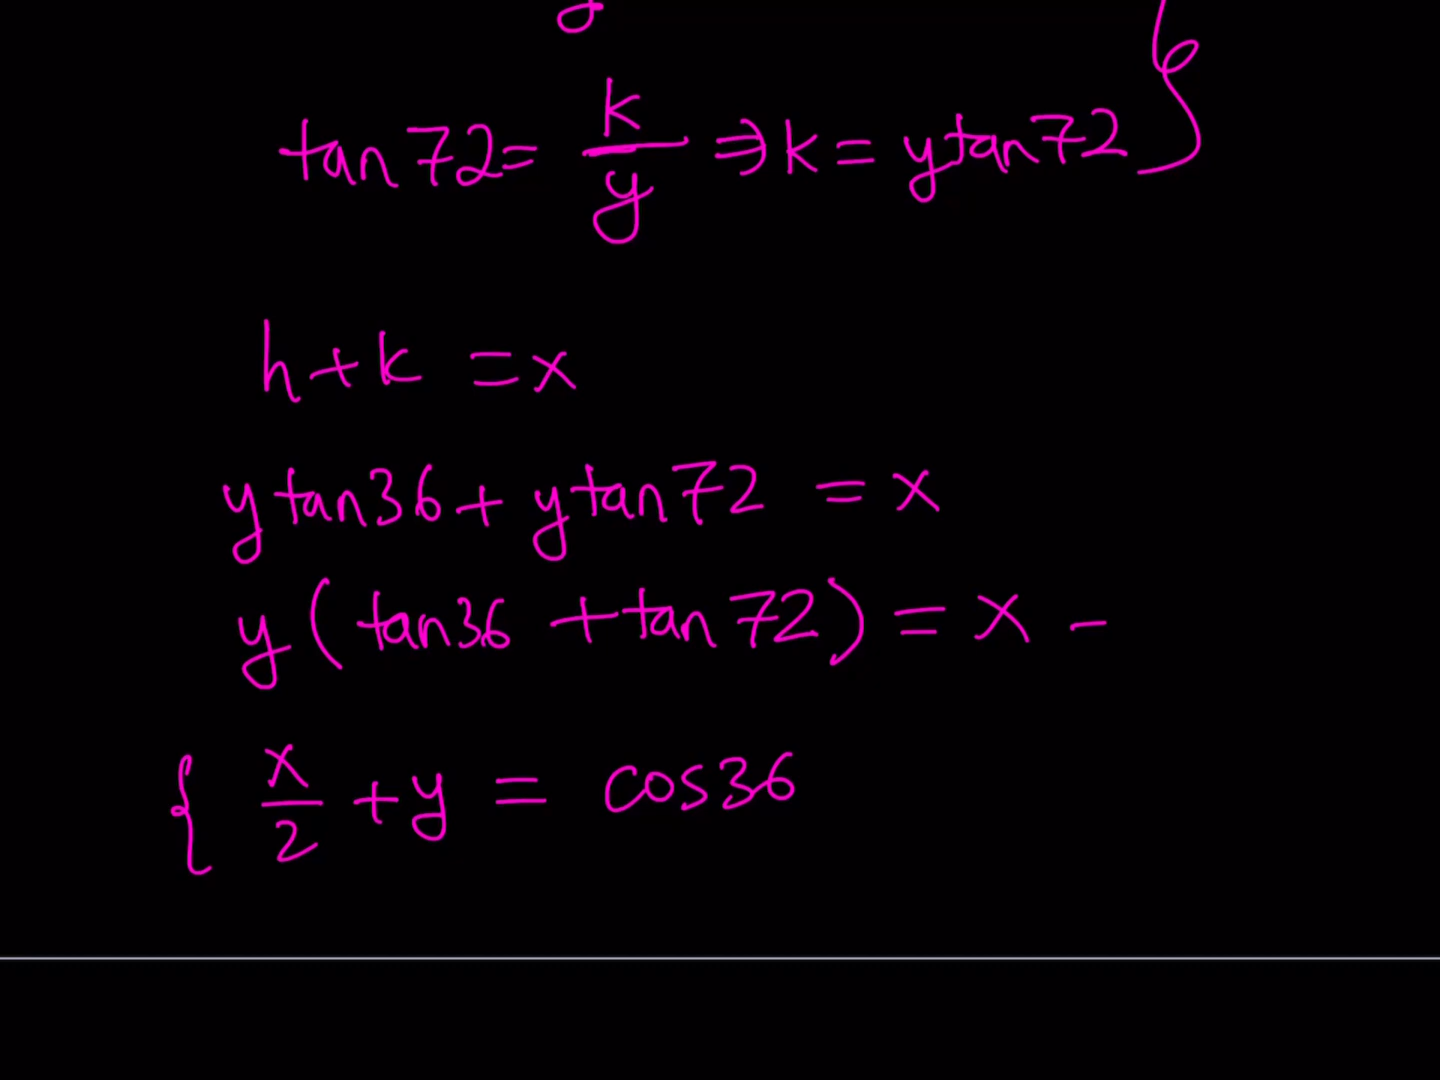 tan72 = k/y ⇒ k = ytan72
h + k = x
ytan36 + ytan72 = x
y(tan36 + tan72) = x -
{ x/2 + y = cos36